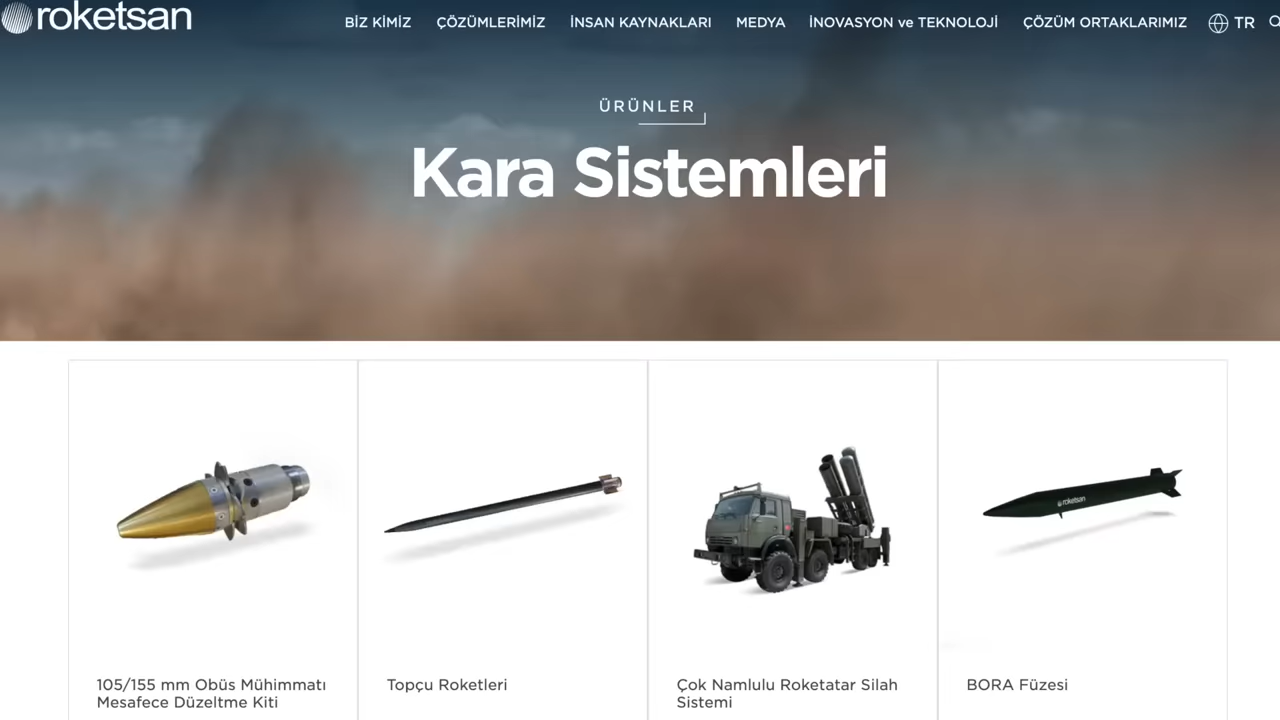 roketsan
BİZ KİMİZ ÇÖZÜMLERİMİZ İNSAN KAYNAKLARI MEDYA İNOVASYON ve TEKNOLOJİ ÇÖZÜM ORTAKLARIMIZ TR
ÜRÜNLER
Kara Sistemleri
roketsan
105/155 mm Obüs Mühimmatı
Mesafece Düzeltme Kiti
Topçu Roketleri
Çok Namlulu Roketatar Silah
Sistemi
BORA Füzesi